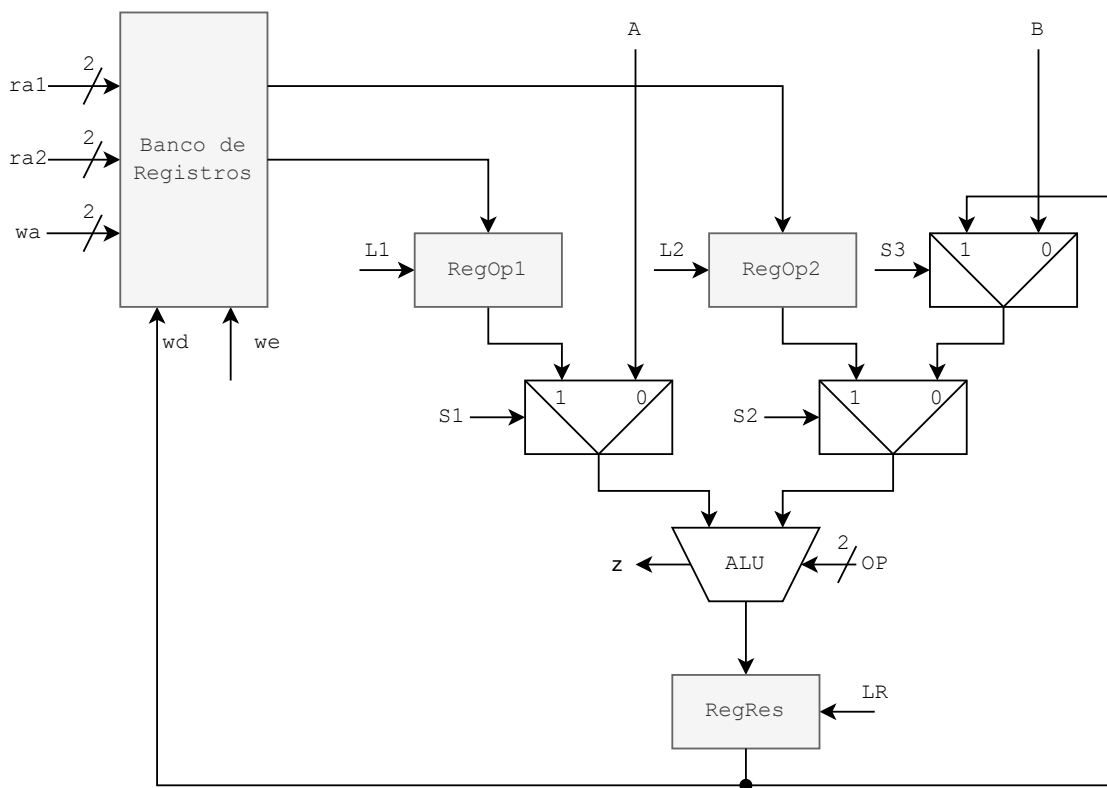 A
B
2
ra1
Banco de
Registros
2
ra2
2
wa
L1
RegOp1
L2
RegOp2
S3
1
0
wd
we
S1
1
0
S2
1
0
z
ALU
2
OP
RegRes
LR